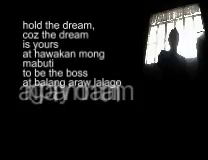 hold the dream,
coz the dream
is yours
at hawakan mong
mabuti
to be the boss
at balang araw lalago